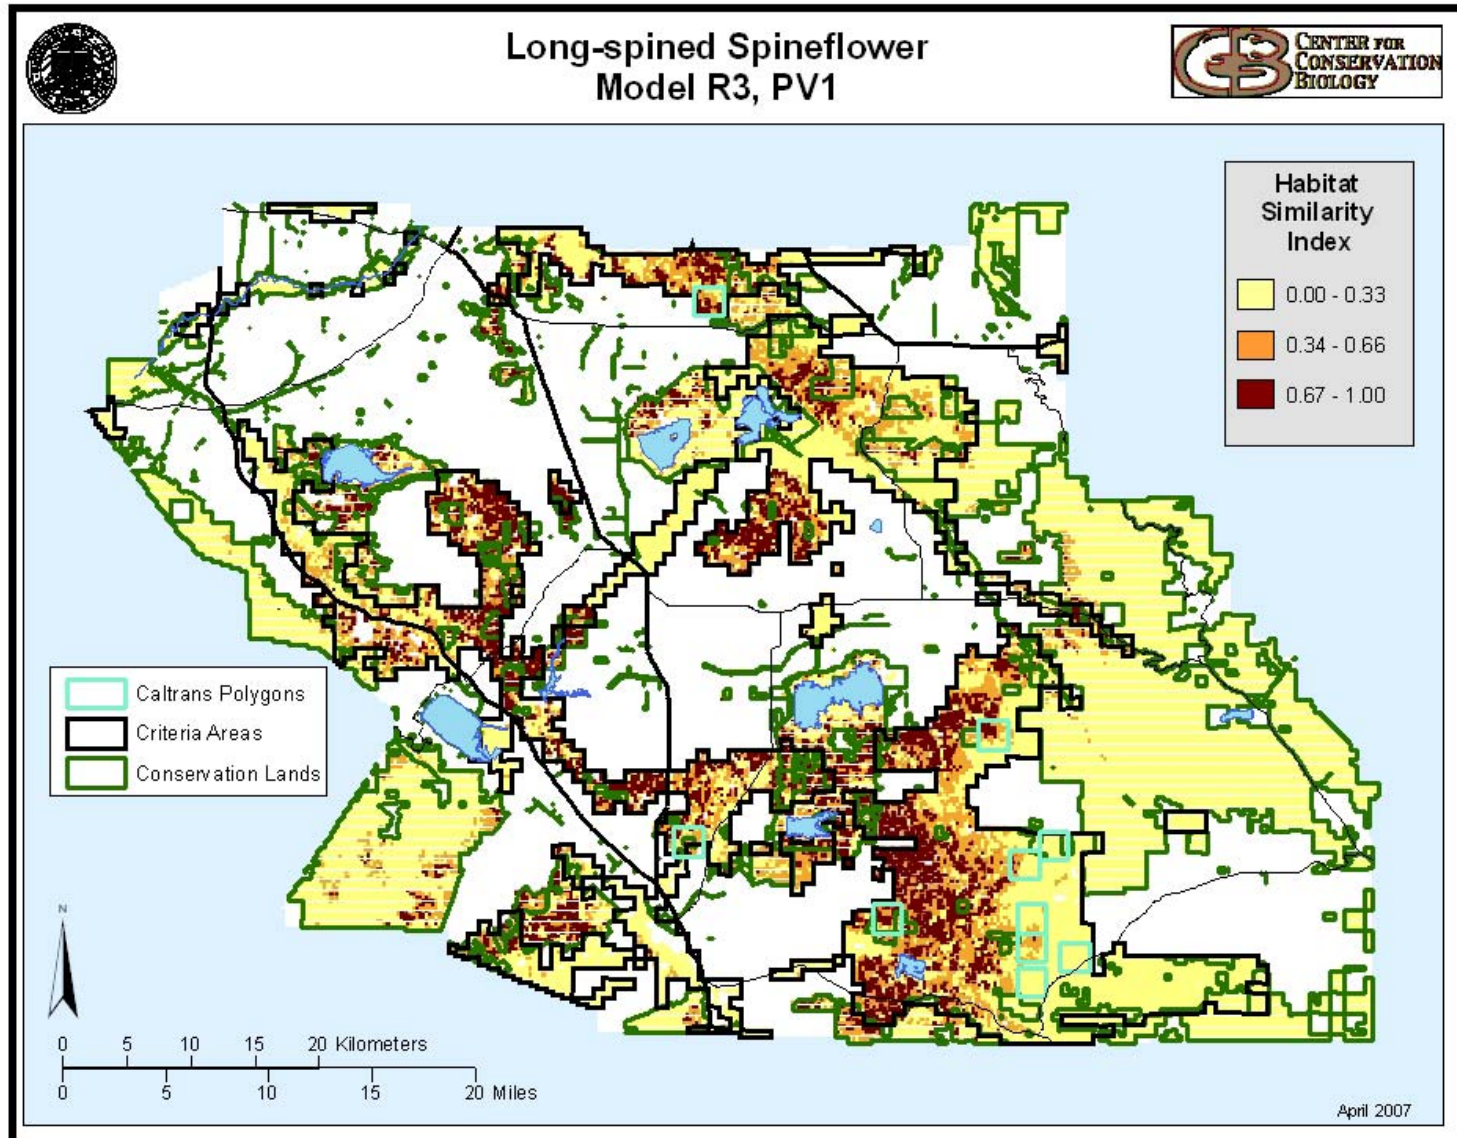 Long-spined Spineflower
Model R3, PV1
CENTER FOR
CONSERVATION
BIOLOGY
Habitat
Similarity
Index
0.00 - 0.33
0.34 - 0.66
0.67 - 1.00
Caltrans Polygons
Criteria Areas
Conservation Lands
N
0 5 10 15 20 Kilometers
0 5 10 15 20 Miles
April 2007